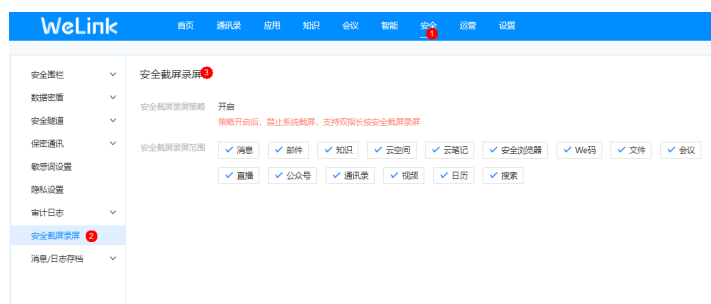 WeLink 首页 通讯录 应用 知识 会议 智能 安全 运营 设置
1
安全围栏
数据密盾
安全隧道
保密通讯
敏感词设置
隐私设置
审计日志
安全截屏录屏 2
消息/日志存档
安全截屏录屏 3
安全截屏录屏策略 开启
策略开启后，禁止系统截屏、支持双指长按安全截屏录屏
安全截屏录屏范围 消息 邮件 知识 云空间 云笔记 安全浏览器 We码 文件 会议
直播 公众号 通讯录 视频 日历 搜索